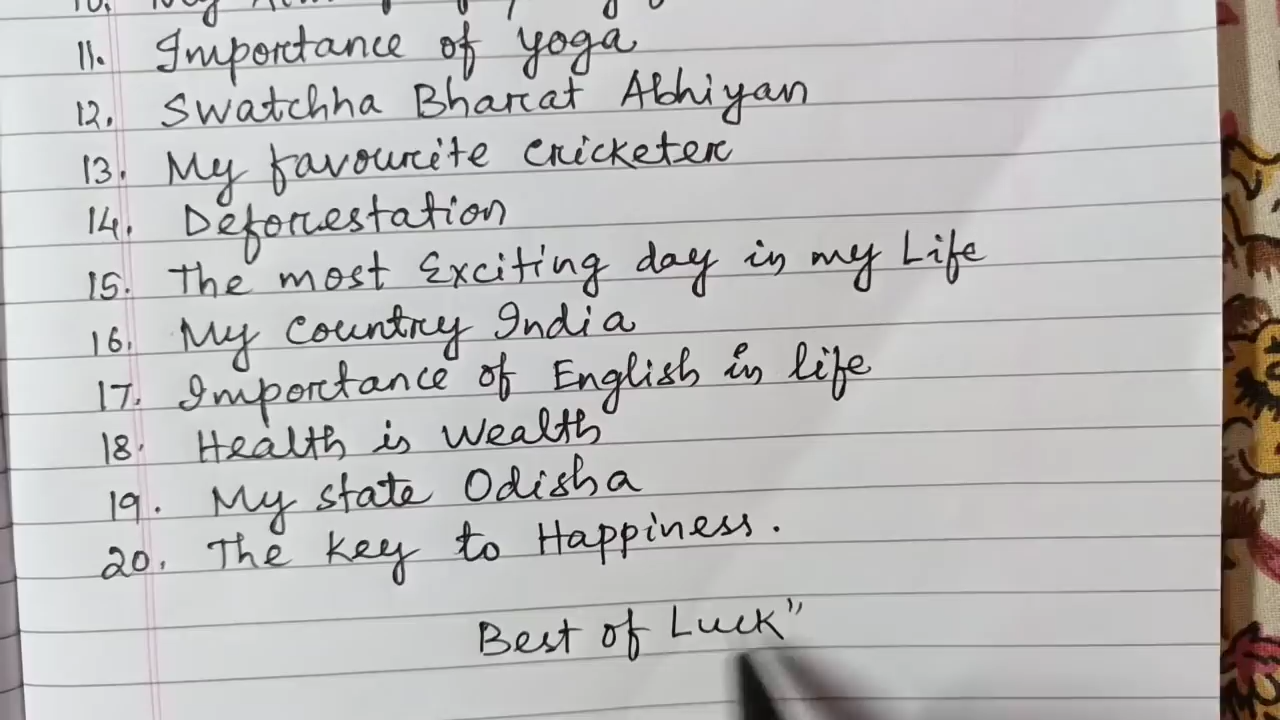 11. Importance of yoga
12. Swatchha Bharat Abhiyan
13. My favourite cricketer
14. Deforestation
15. The most Exciting day in my Life
16. My Country India
17. Importance of English in life
18. Health is Wealth
19. My state Odisha
20. The Key to Happiness.
Best of Luck"